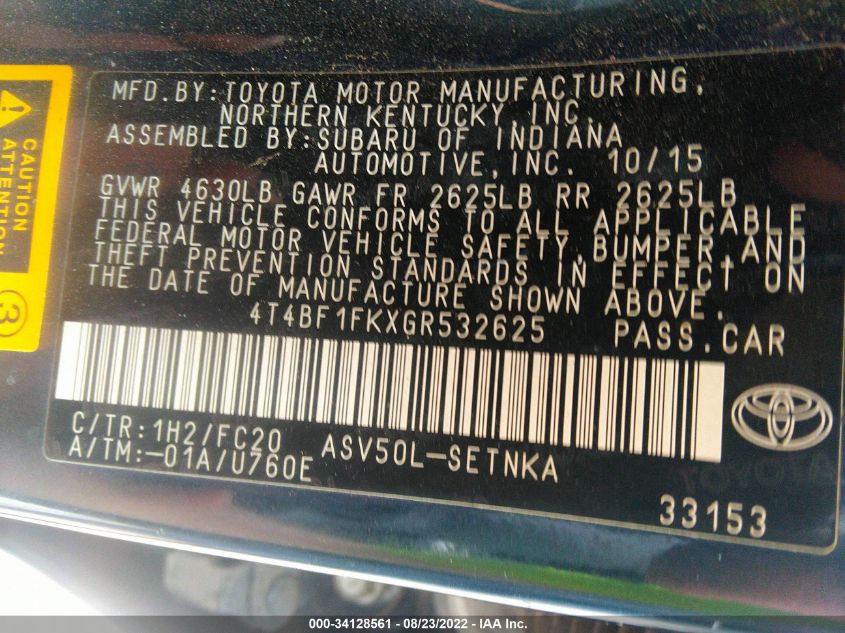 MFD.BY:TOYOTA MOTOR MANUFACTURING,
NORTHERN KENTUCKY,INC.
ASSEMBLED BY:SUBARU OF INDIANA
AUTOMOTIVE,INC. 10/15
GVWR 4630LB GAWR FR 2625LB RR 2625LB
THIS VEHICLE CONFORMS TO ALL APPLICABLE
FEDERAL MOTOR VEHICLE SAFETY,BUMPER,AND
THEFT PREVENTION STANDARDS IN EFFECT ON
THE DATE OF MANUFACTURE SHOWN ABOVE.
4T4BF1FKXGR532625 PASS.CAR
C/TR:1H2/FC20 ASV50L-SETNKA
A/TM:-01A/U760E
TOYOTA
33153
CAUTION
ATTENTION
3
000-34128561 - 08/23/2022 - IAA Inc.